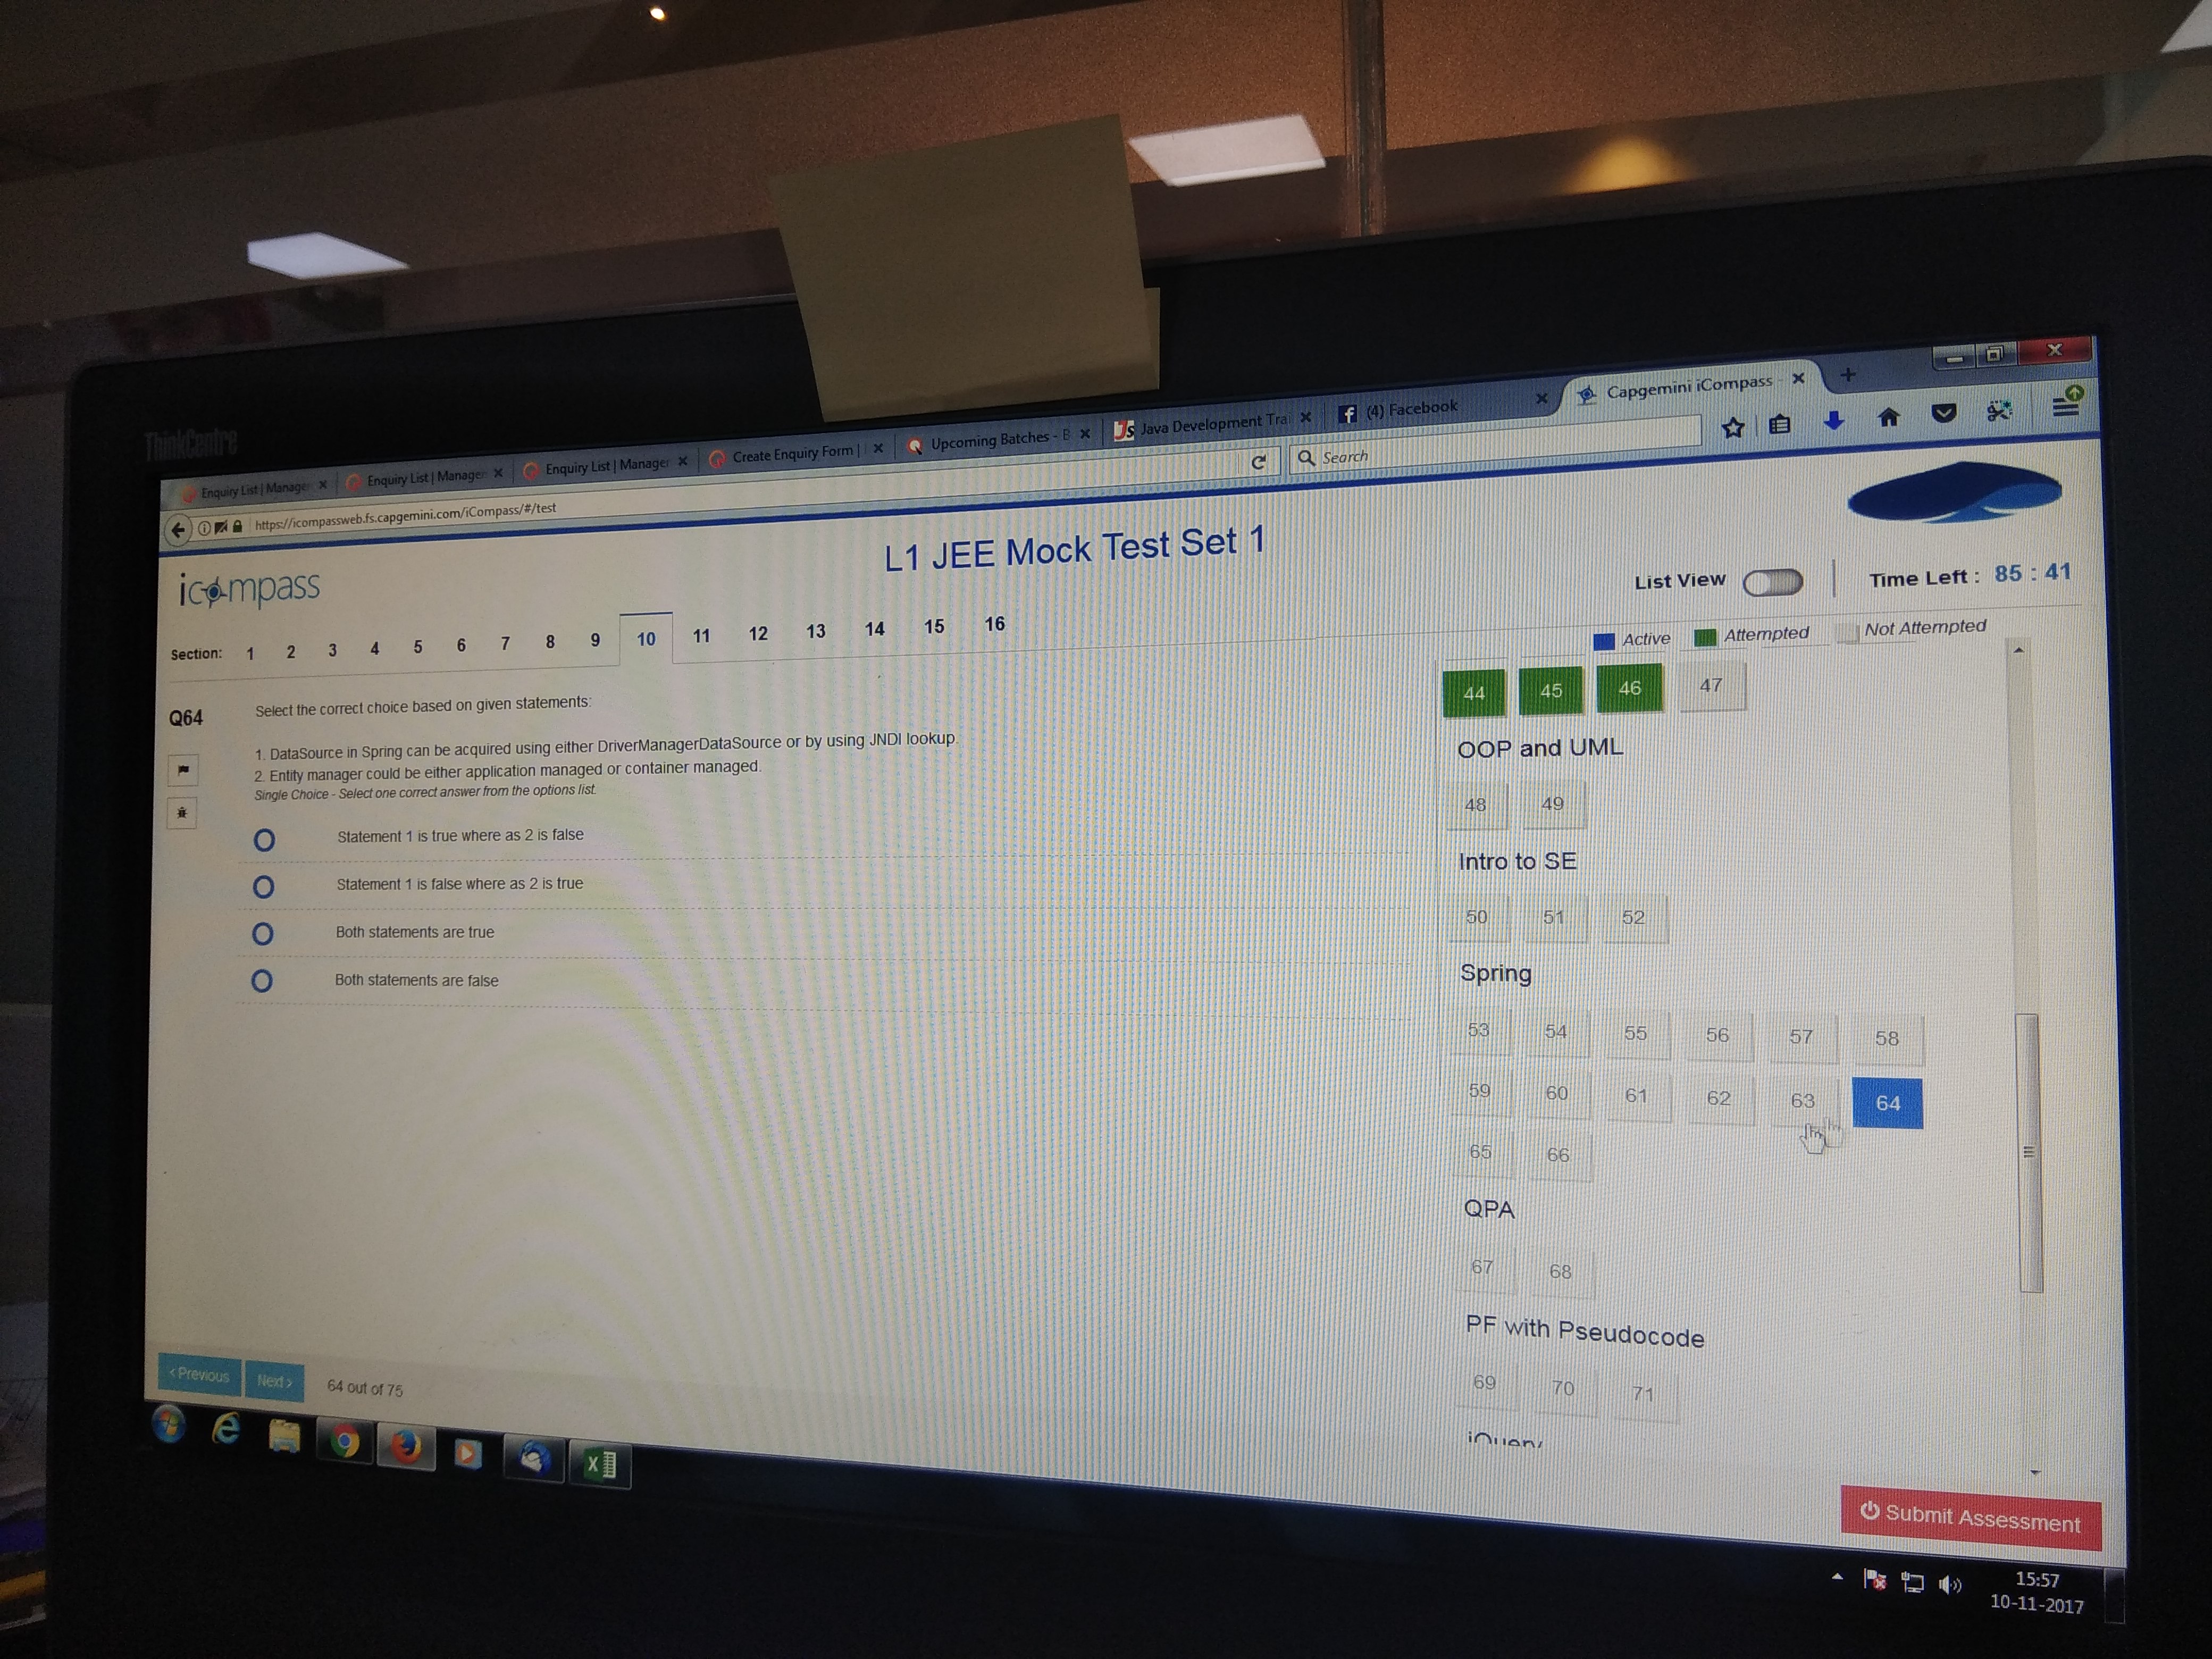 ThinkCentre
Enquiry List | Manager
Enquiry List | Manager
Enquiry List | Manager
Create Enquiry Form |
Upcoming Batches - B
Java Development Tra
(4) Facebook
Capgemini iCompass
https://icompassweb.fs.capgemini.com/iCompass/#/test
Search
icompass
L1 JEE Mock Test Set 1
List View
Time Left : 85 : 41
Section: 1 2 3 4 5 6 7 8 9 10 11 12 13 14 15 16
Active Attempted Not Attempted
Q64
Select the correct choice based on given statements:
1. DataSource in Spring can be acquired using either DriverManagerDataSource or by using JNDI lookup.
2. Entity manager could be either application managed or container managed.
Single Choice - Select one correct answer from the options list.
Statement 1 is true where as 2 is false
Statement 1 is false where as 2 is true
Both statements are true
Both statements are false
44 45 46 47
OOP and UML
48 49
Intro to SE
50 51 52
Spring
53 54 55 56 57 58
59 60 61 62 63 64
65 66
QPA
67 68
PF with Pseudocode
69 70 71
jQuery
< Previous
Next >
64 out of 75
Submit Assessment
15:57
10-11-2017